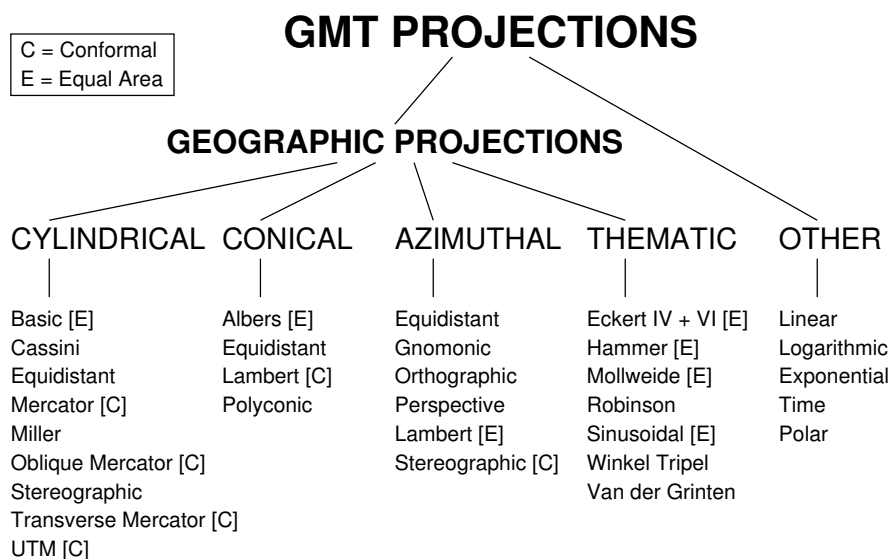 GMT PROJECTIONS
C = Conformal
E = Equal Area
GEOGRAPHIC PROJECTIONS
CYLINDRICAL
Basic [E]
Cassini
Equidistant
Mercator [C]
Miller
Oblique Mercator [C]
Stereographic
Transverse Mercator [C]
UTM [C]
CONICAL
Albers [E]
Equidistant
Lambert [C]
Polyconic
AZIMUTHAL
Equidistant
Gnomonic
Orthographic
Perspective
Lambert [E]
Stereographic [C]
THEMATIC
Eckert IV + VI [E]
Hammer [E]
Mollweide [E]
Robinson
Sinusoidal [E]
Winkel Tripel
Van der Grinten
OTHER
Linear
Logarithmic
Exponential
Time
Polar